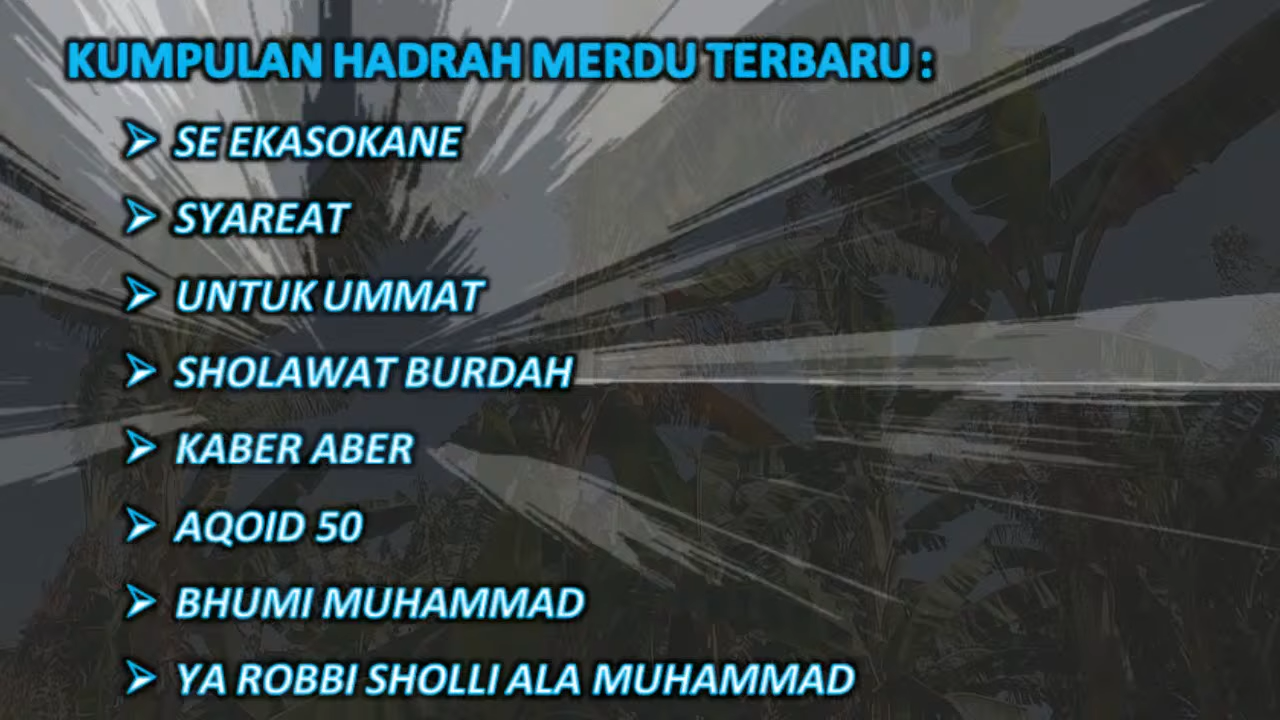 KUMPULAN HADRAH MERDU TERBARU :
➢ SE EKASOKANE
➢ SYAREAT
➢ UNTUK UMMAT
➢ SHOLAWAT BURDAH
➢ KABER ABER
➢ AQOID 50
➢ BHUMI MUHAMMAD
➢ YA ROBBI SHOLLI ALA MUHAMMAD